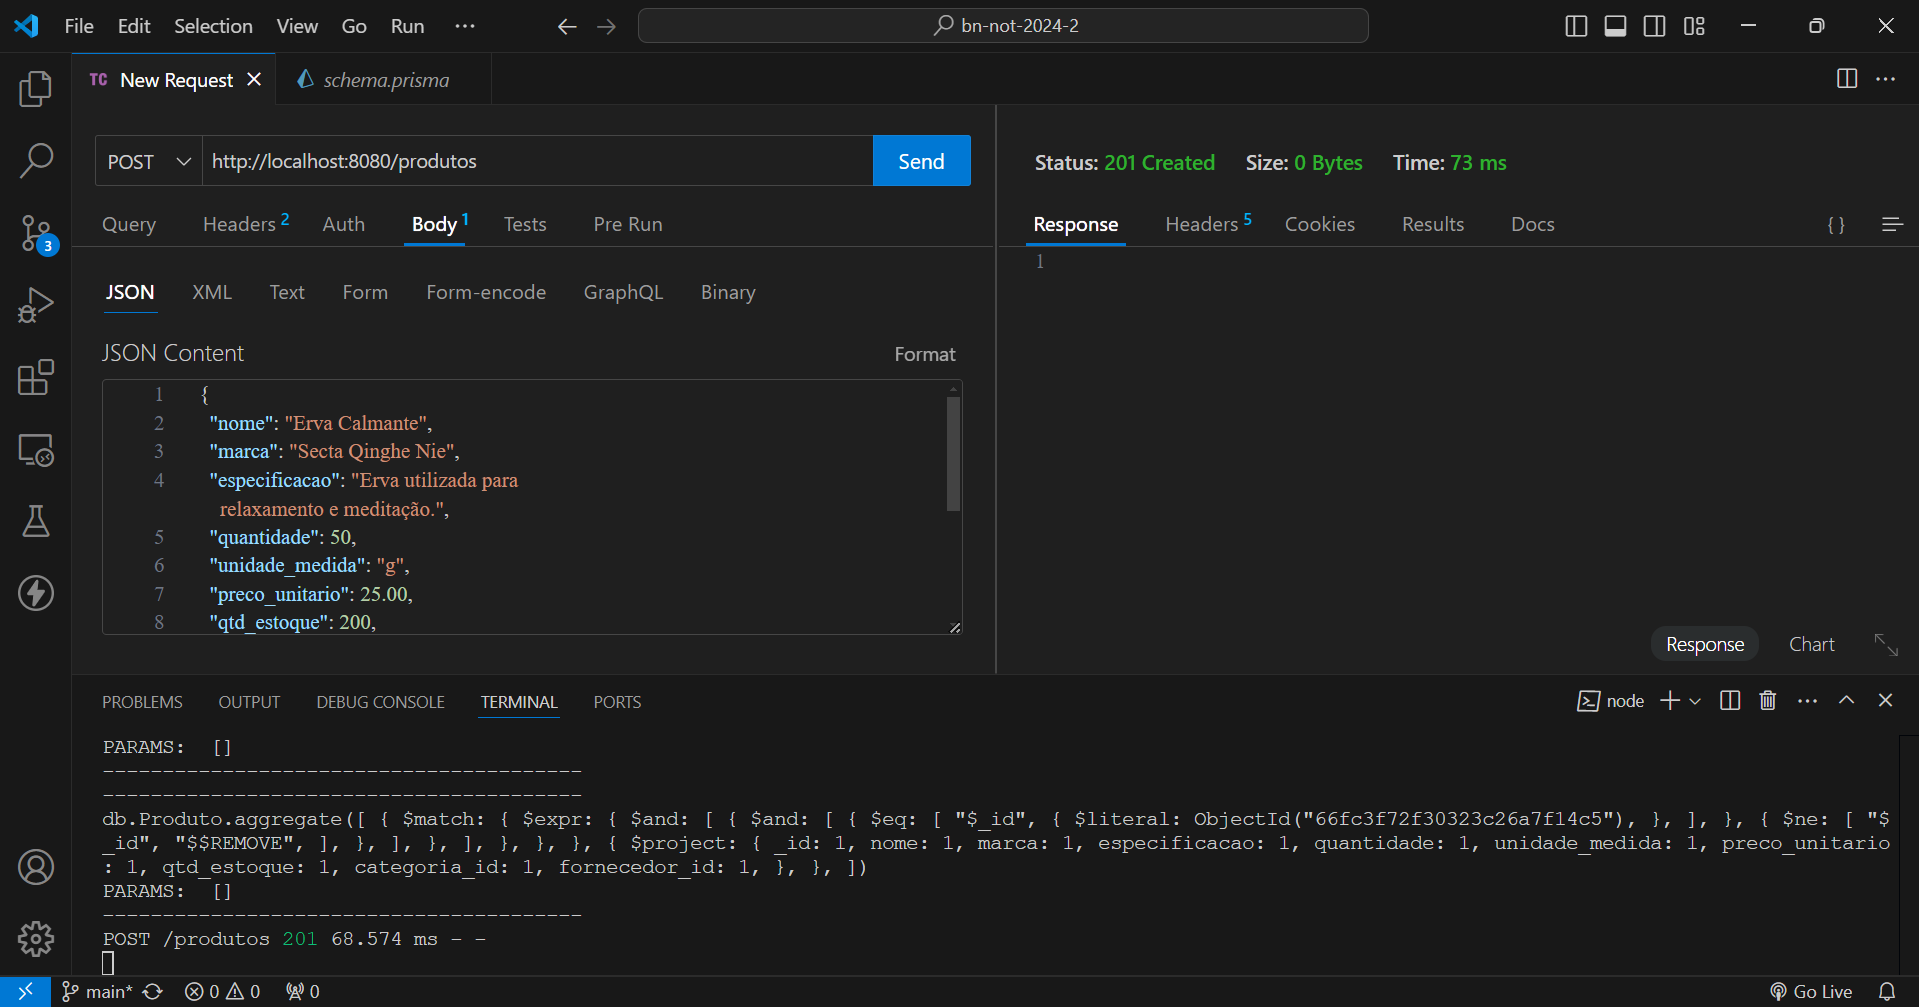 File Edit Selection View Go Run ··· bn-not-2024-2
TC New Request schema.prisma
POST http://localhost:8080/produtos Send
Status: 201 Created Size: 0 Bytes Time: 73 ms
Query Headers 2 Auth Body 1 Tests Pre Run
Response Headers 5 Cookies Results Docs { }
3
1
JSON XML Text Form Form-encode GraphQL Binary
JSON Content Format
1 {
2 "nome": "Erva Calmante",
3 "marca": "Secta Qinghe Nie",
4 "especificacao": "Erva utilizada para
relaxamento e meditação.",
5 "quantidade": 50,
6 "unidade_medida": "g",
7 "preco_unitario": 25.00,
8 "qtd_estoque": 200,
Response Chart
PROBLEMS OUTPUT DEBUG CONSOLE TERMINAL PORTS node
PARAMS: []
----------------------------------------
----------------------------------------
db.Produto.aggregate([ { $match: { $expr: { $and: [ { $and: [ { $eq: [ "$_id", { $literal: ObjectId("66fc3f72f30323c26a7f14c5"), }, ], }, { $ne: [ "$
_id", "$$REMOVE", ], }, ], }, ], }, }, }, { $project: { _id: 1, nome: 1, marca: 1, especificacao: 1, quantidade: 1, unidade_medida: 1, preco_unitario
: 1, qtd_estoque: 1, categoria_id: 1, fornecedor_id: 1, }, }, ])
PARAMS: []
----------------------------------------
POST /produtos 201 68.574 ms - -
main* 0 0 0 Go Live